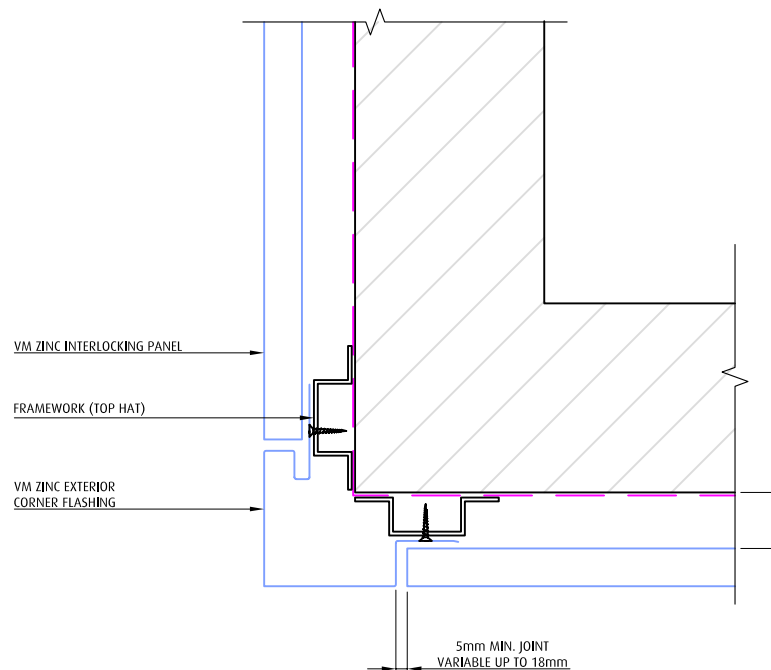 VM ZINC INTERLOCKING PANEL
FRAMEWORK (TOP HAT)
VM ZINC EXTERIOR
CORNER FLASHING
5mm MIN. JOINT
VARIABLE UP TO 18mm